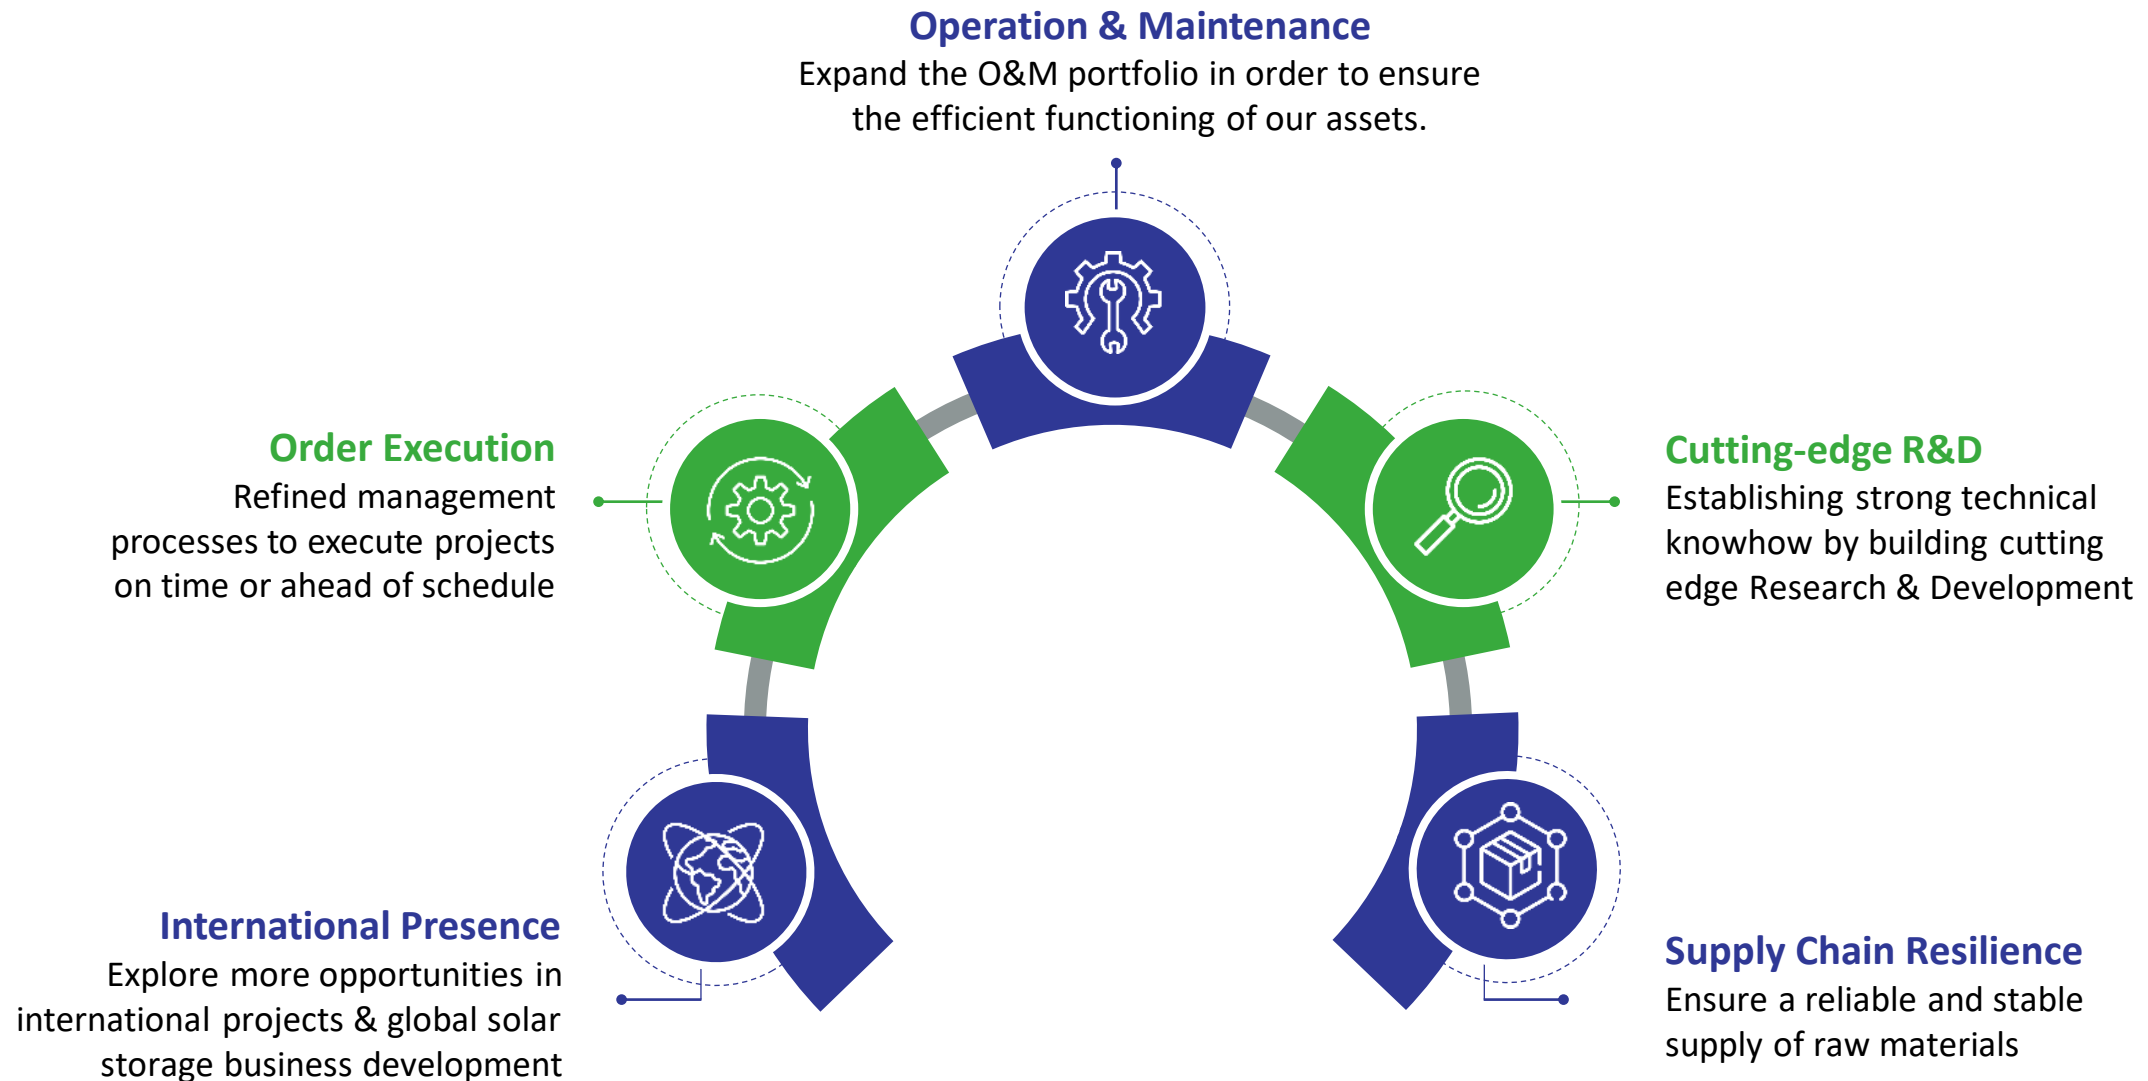 Operation & Maintenance
Expand the O&M portfolio in order to ensure
the efficient functioning of our assets.
Order Execution
Refined management
processes to execute projects
on time or ahead of schedule
Cutting-edge R&D
Establishing strong technical
knowhow by building cutting
edge Research & Development
International Presence
Explore more opportunities in
international projects & global solar
storage business development
Supply Chain Resilience
Ensure a reliable and stable
supply of raw materials